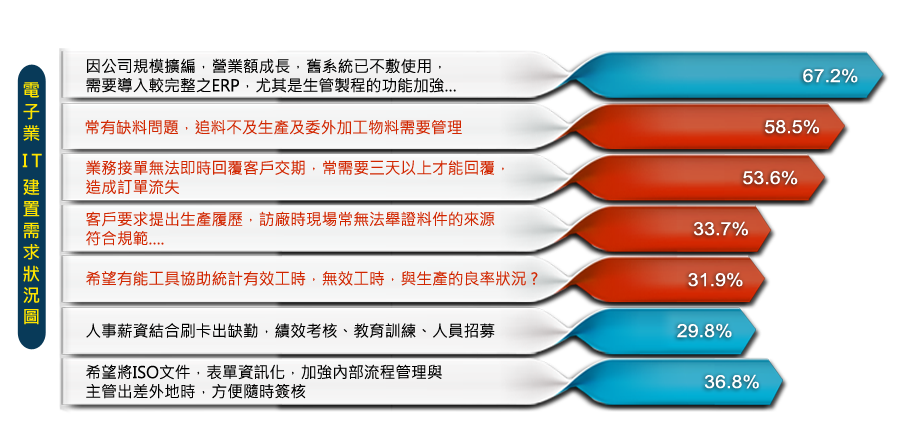 電子業IT建置需求狀況圖
因公司規模擴編，營業額成長，舊系統已不敷使用，
需要導入較完整之ERP，尤其是生管製程的功能加強...
67.2%
常有缺料問題，追料不及生產及委外加工物料需要管理
58.5%
業務接單無法即時回覆客戶交期，常需要三天以上才能回覆，
造成訂單流失
53.6%
客戶要求提出生產履歷，訪廠時現場常無法舉證料件的來源
符合規範....
33.7%
希望有能工具協助統計有效工時，無效工時，與生產的良率狀況？
31.9%
人事薪資結合刷卡出缺勤，績效考核、教育訓練、人員招募
29.8%
希望將ISO文件，表單資訊化，加強內部流程管理與
主管出差外地時，方便隨時簽核
36.8%